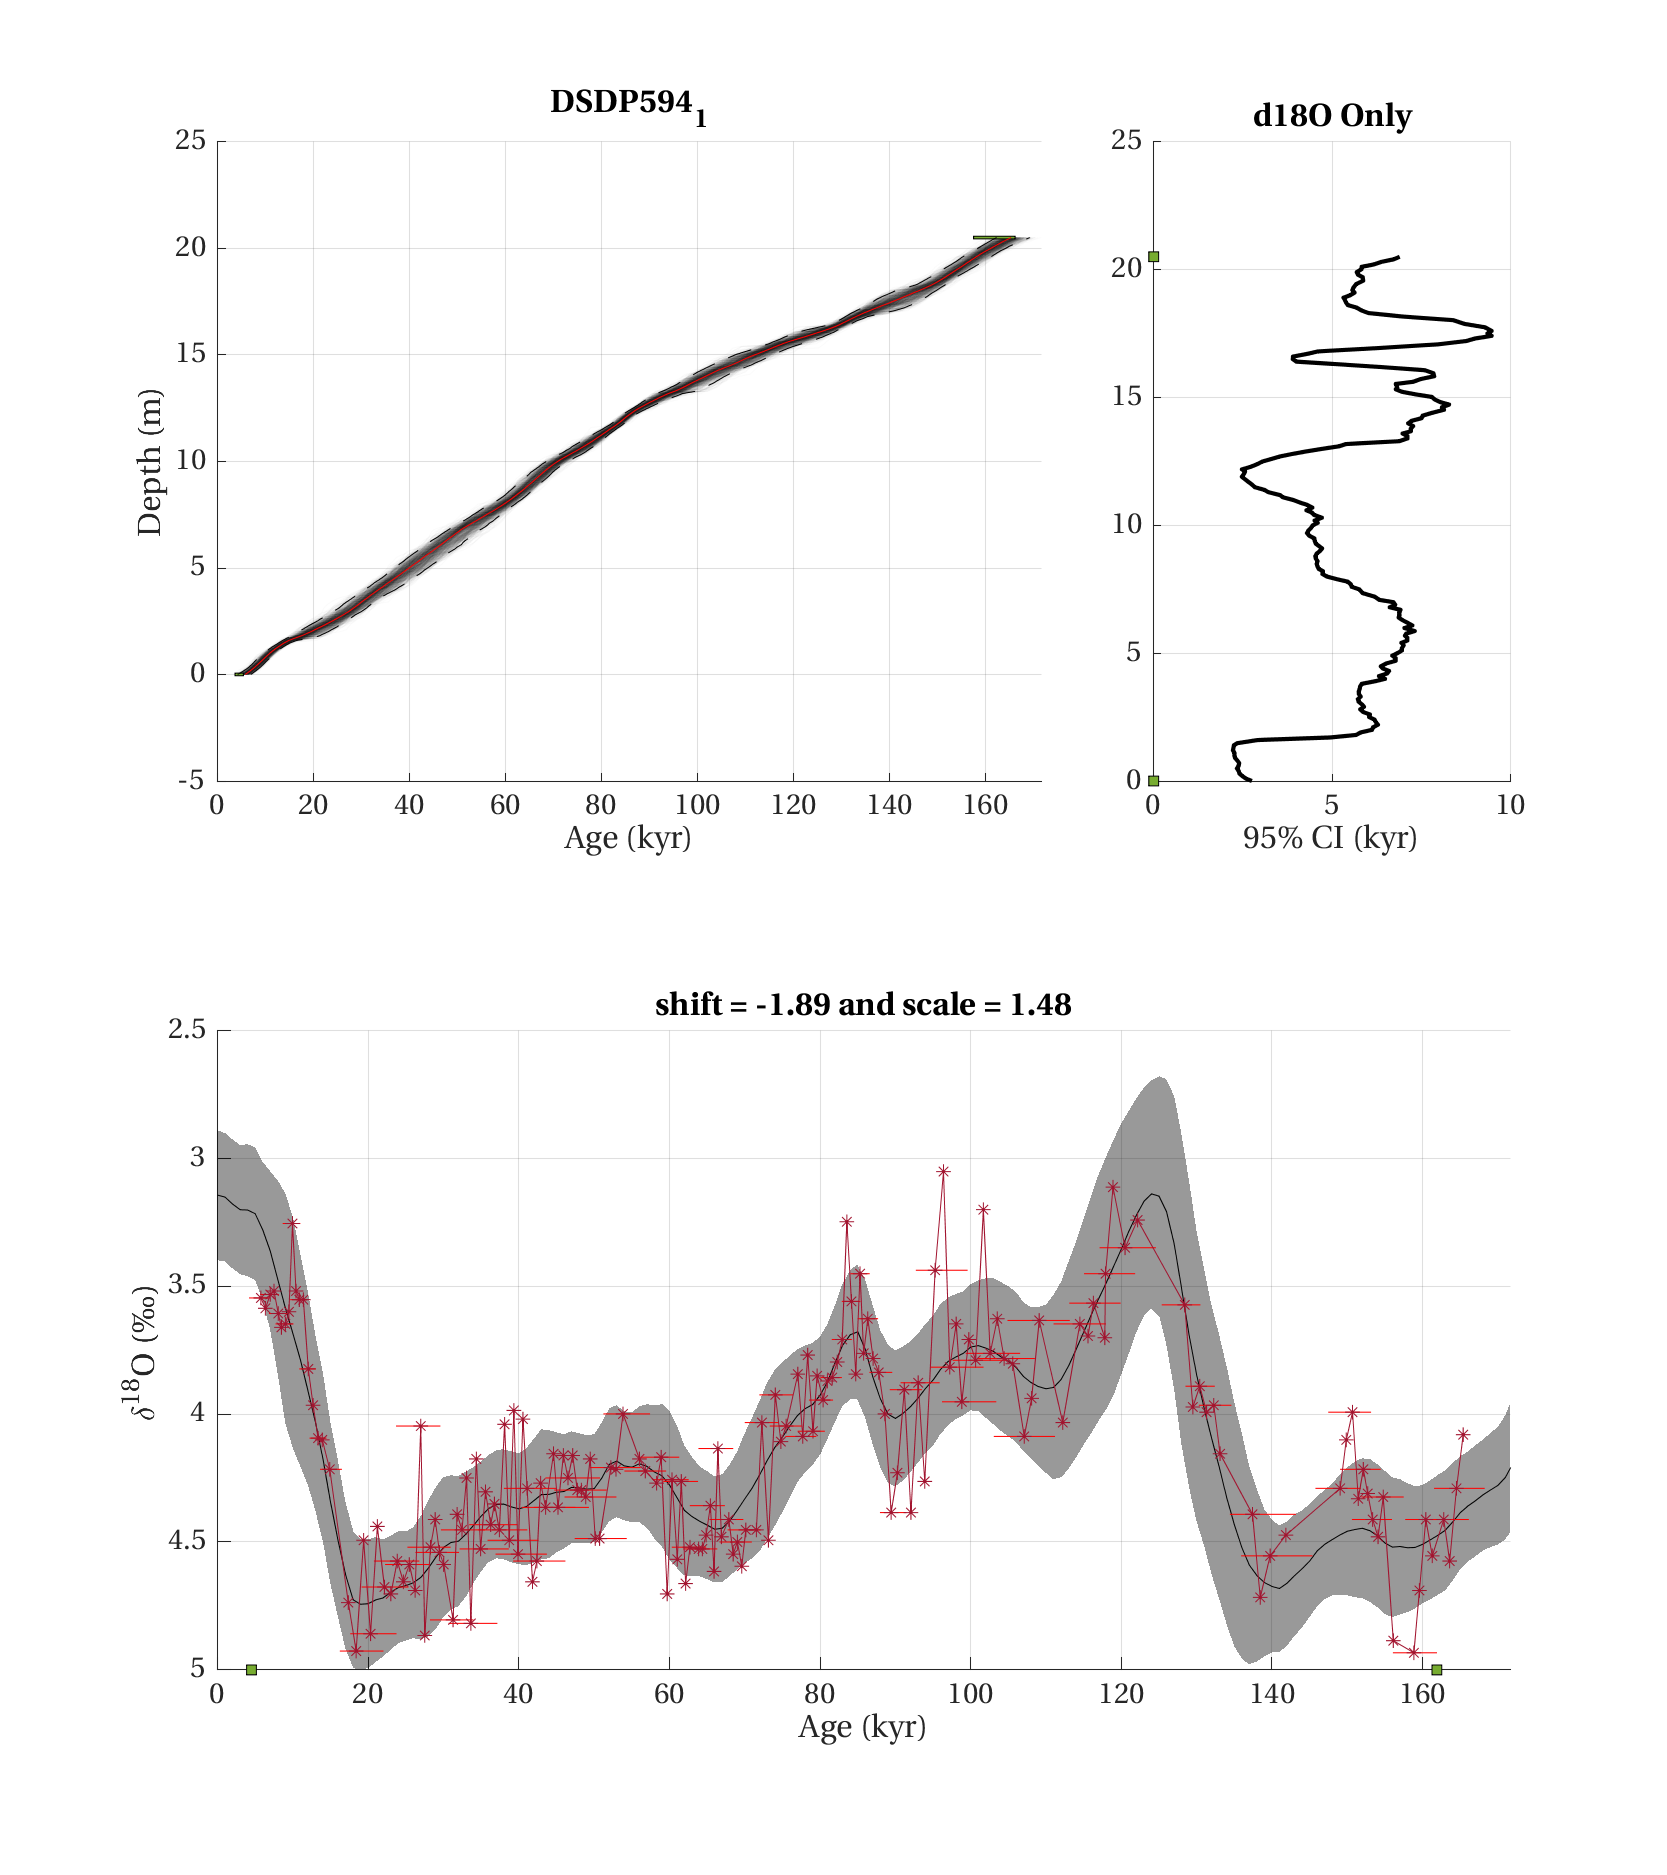 DSDP594₁
d18O Only
25
20
15
10
5
0
-5
Depth (m)
0 20 40 60 80 100 120 140 160
Age (kyr)
25
20
15
10
5
0
0 5 10
95% CI (kyr)
shift = -1.89 and scale = 1.48
2.5
3
3.5
4
4.5
5
δ¹⁸O (‰)
0 20 40 60 80 100 120 140 160
Age (kyr)